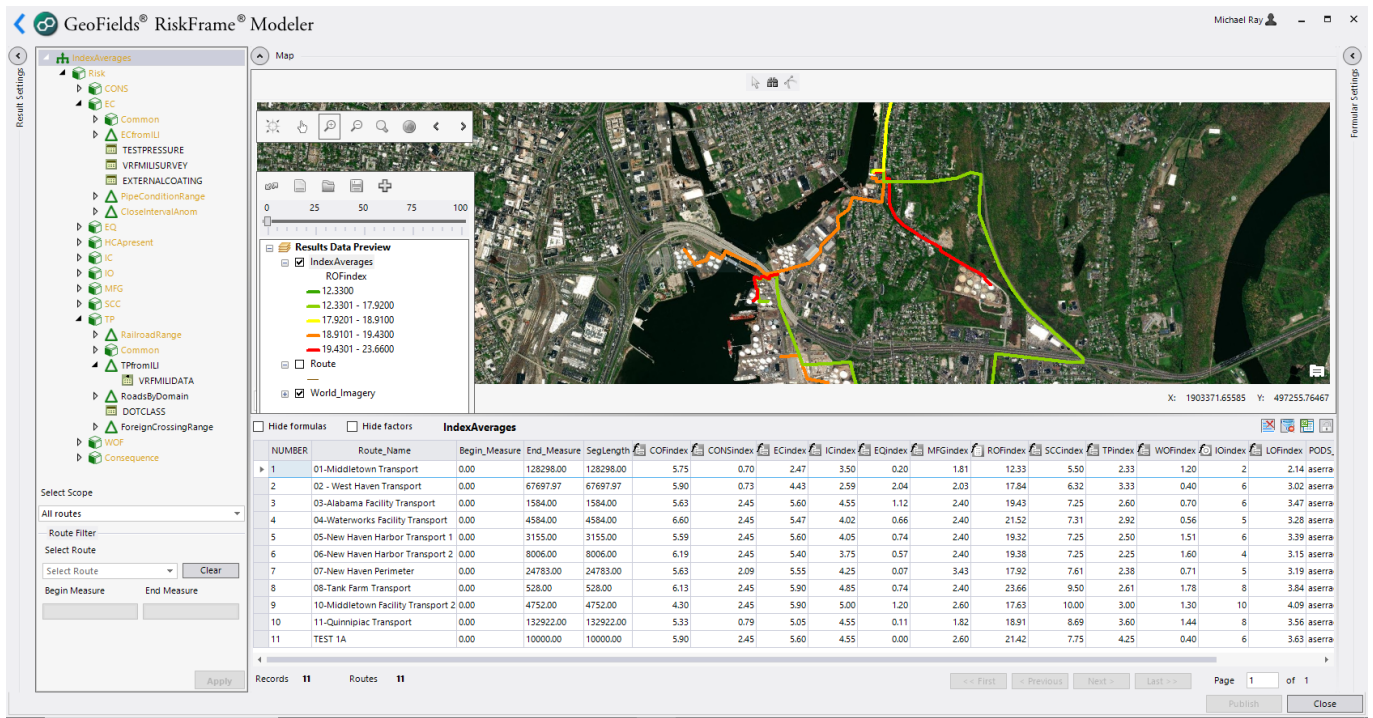 GeoFields® RiskFrame® Modeler
Michael Ray
Result Settings
IndexAverages
Risk
CONS
EC
Common
ECfromILI
TESTPRESSURE
VRFMILISURVEY
EXTERNALCOATING
PipeConditionRange
CloseIntervalAnom
EQ
HCApresent
IC
IO
MFG
SCC
TP
RailroadRange
Common
TPfromILI
VRFMILIDATA
RoadsByDomain
DOTCLASS
ForeignCrossingRange
WOF
Consequence
Select Scope
All routes
Route Filter
Select Route
Select Route Clear
Begin Measure End Measure
Apply
Map
0 25 50 75 100
Results Data Preview
IndexAverages
ROFindex
12.3300
12.3301 - 17.9200
17.9201 - 18.9100
18.9101 - 19.4300
19.4301 - 23.6600
Route
World_Imagery
X: 1903371.65585 Y: 497255.76467
Formular Settings
Hide formulas Hide factors IndexAverages
NUMBER Route_Name Begin_Measure End_Measure SegLength COFindex CONSindex ECindex ICindex EQindex MFGindex ROFindex SCCindex TPindex WOFindex IOindex LOFindex PODS_
1 01-Middletown Transport 0.00 128298.00 128298.00 5.75 0.70 2.47 3.50 0.20 1.81 12.33 5.50 2.33 1.20 2 2.14 aserra
2 02 - West Haven Transport 0.00 67697.97 67697.97 5.90 0.73 4.43 2.59 2.04 2.03 17.84 6.32 3.33 0.40 6 3.02 aserra
3 03-Alabama Facility Transport 0.00 1584.00 1584.00 5.63 2.45 5.63 4.55 1.12 2.40 19.43 7.25 2.60 0.70 6 3.47 aserra
4 04-Waterworks Facility Transport 0.00 4584.00 4584.00 6.60 2.45 5.47 4.02 0.66 2.40 21.52 7.31 2.92 0.56 5 3.28 aserra
5 05-New Haven Harbor Transport 1 0.00 3155.00 3155.00 5.59 2.45 5.60 4.05 0.74 2.40 19.32 7.25 2.50 1.51 6 3.39 aserra
6 06-New Haven Harbor Transport 2 0.00 8006.00 8006.00 6.19 2.45 5.40 3.75 0.57 2.40 19.38 7.25 2.25 1.60 4 3.15 aserra
7 07-New Haven Perimeter 0.00 24783.00 24783.00 5.63 2.09 5.55 4.25 0.07 3.43 17.92 7.61 2.38 0.71 5 3.19 aserra
8 08-Tank Farm Transport 0.00 528.00 528.00 6.13 2.45 5.90 4.85 0.74 2.40 23.66 9.50 2.61 1.78 8 3.84 aserra
9 10-Middletown Facility Transport 2 0.00 4752.00 4752.00 4.30 2.45 5.90 5.00 1.20 2.60 17.63 10.00 3.00 1.30 10 4.09 aserra
10 11-Quinnipiac Transport 0.00 132922.00 132922.00 5.33 0.79 5.05 4.55 0.11 1.82 18.91 8.69 3.60 1.44 8 3.56 aserra
11 TEST 1A 0.00 10000.00 10000.00 5.90 2.45 5.60 4.55 0.00 2.60 21.42 7.75 4.25 0.40 6 3.63 aserra
Records 11 Routes 11
<< First < Previous Next > Last >> Page 1 of 1
Publish Close